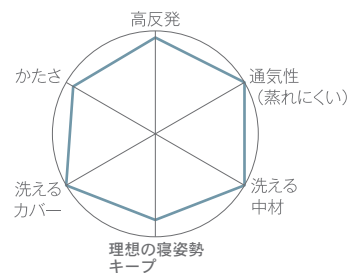 高反発
通気性
（蒸れにくい）
洗える
中材
理想の寝姿勢
キープ
洗える
カバー
かたさ